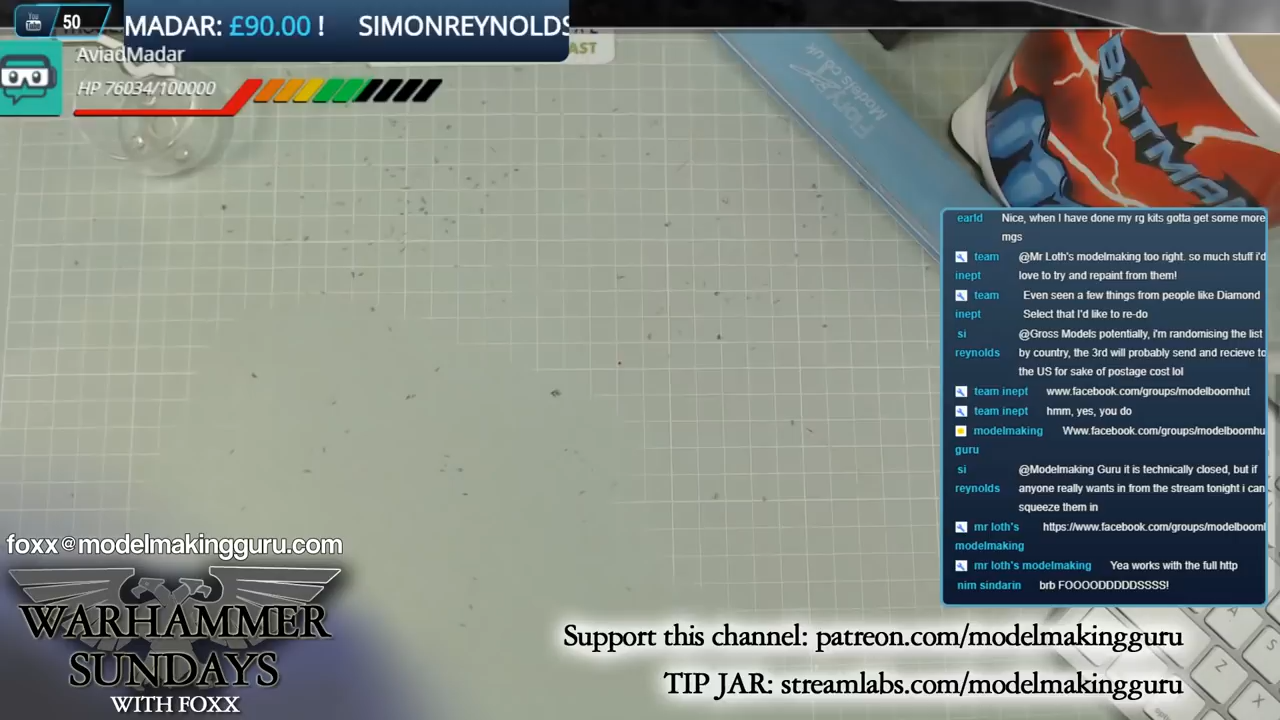 50
MADAR: £90.00 ! SIMONREYNOLDS
AviadMadar
AST
HP 76034/100000
Models.co.uk
BATMA
earld Nice, when I have done my rg kits gotta get some more
mgs
team @Mr Loth's modelmaking too right. so much stuff i'd
inept love to try and repaint from them!
team Even seen a few things from people like Diamond
inept Select that I'd like to re-do
si @Gross Models potentially, i'm randomising the list
reynolds by country, the 3rd will probably send and recieve to
the US for sake of postage cost lol
team inept www.facebook.com/groups/modelboomhut
team inept hmm, yes, you do
modelmaking Www.facebook.com/groups/modelboomhu
guru
si @Modelmaking Guru it is technically closed, but if
reynolds anyone really wants in from the stream tonight i can
squeeze them in
mr loth's https://www.facebook.com/groups/modelbooml
modelmaking
mr loth's modelmaking Yea works with the full http
nim sindarin brb FOOOODDDDDSSSS!
foxx@modelmakingguru.com
WARHAMMER
SUNDAYS
WITH FOXX
Support this channel: patreon.com/modelmakingguru
TIP JAR: streamlabs.com/modelmakingguru
A
S
Z
X